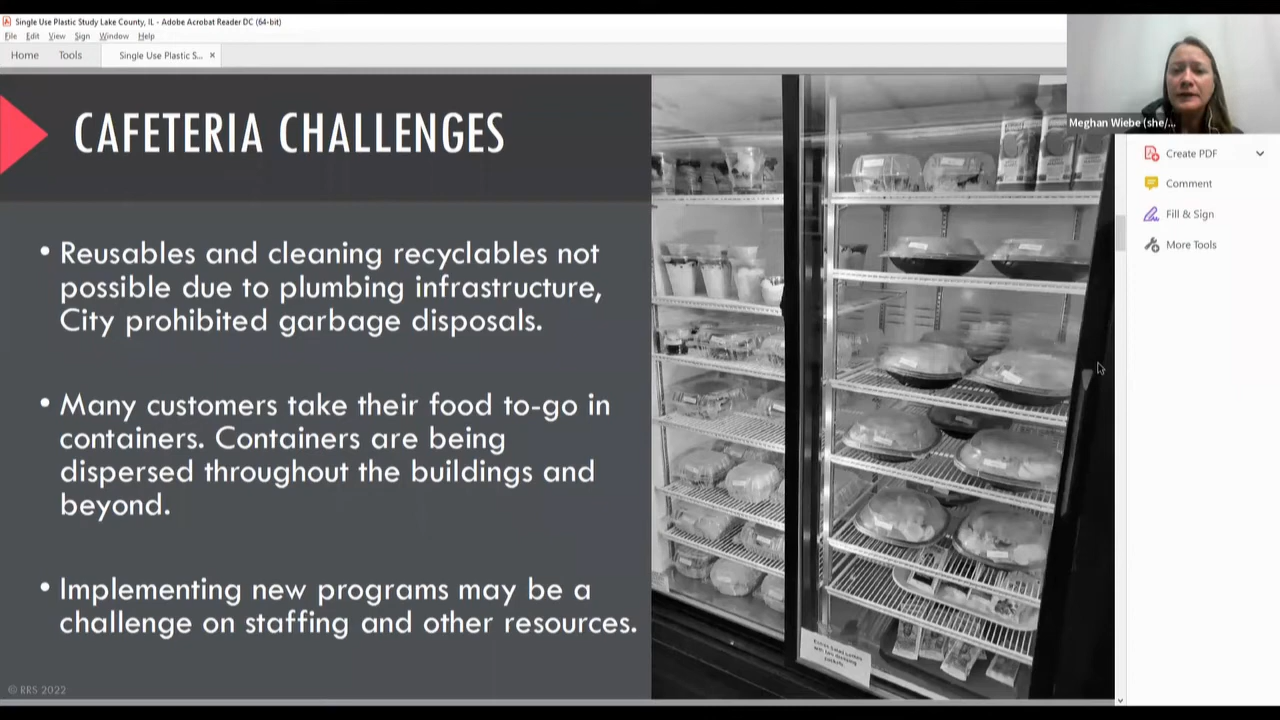 Single Use Plastic Study Lake County, IL - Adobe Acrobat Reader DC (64-bit)
File Edit View Sign Window Help
Home Tools Single Use Plastic S... ×
Meghan Wiebe (she/...
CAFETERIA CHALLENGES
• Reusables and cleaning recyclables not
possible due to plumbing infrastructure,
City prohibited garbage disposals.
• Many customers take their food to-go in
containers. Containers are being
dispersed throughout the buildings and
beyond.
• Implementing new programs may be a
challenge on staffing and other resources.
© RRS 2022
Create PDF
Comment
Fill & Sign
More Tools